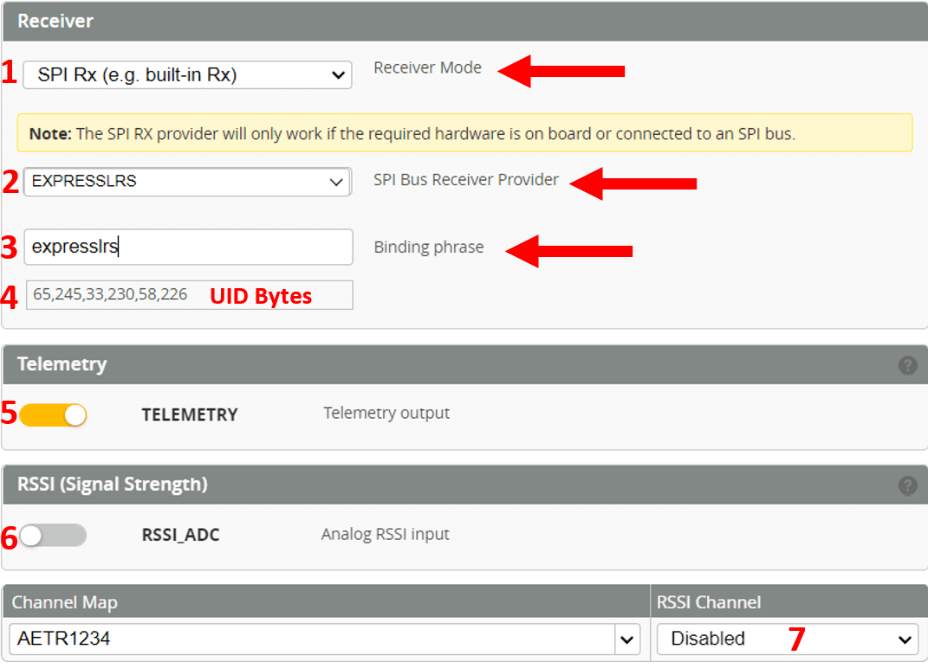 Receiver
1 SPI Rx (e.g. built-in Rx) Receiver Mode
Note: The SPI RX provider will only work if the required hardware is on board or connected to an SPI bus.
2 EXPRESSLRS SPI Bus Receiver Provider
3 expresslrs Binding phrase
4 65,245,33,230,58,226 UID Bytes
Telemetry ?
5 TELEMETRY Telemetry output
RSSI (Signal Strength) ?
6 RSSI_ADC Analog RSSI input
Channel Map RSSI Channel
AETR1234 Disabled 7